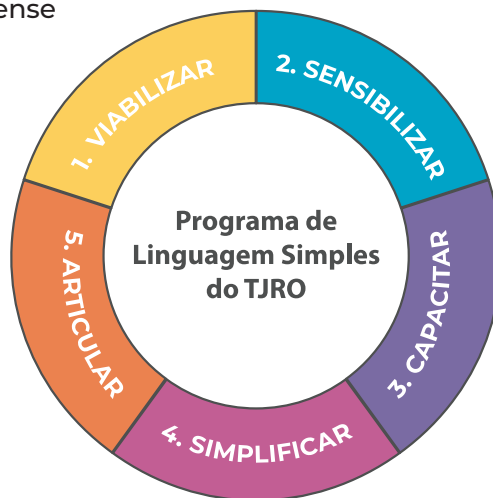 ense
1. VIABILIZAR
2. SENSIBILIZAR
3. CAPACITAR
4. SIMPLIFICAR
5. ARTICULAR
Programa de
Linguagem Simples
do TJRO